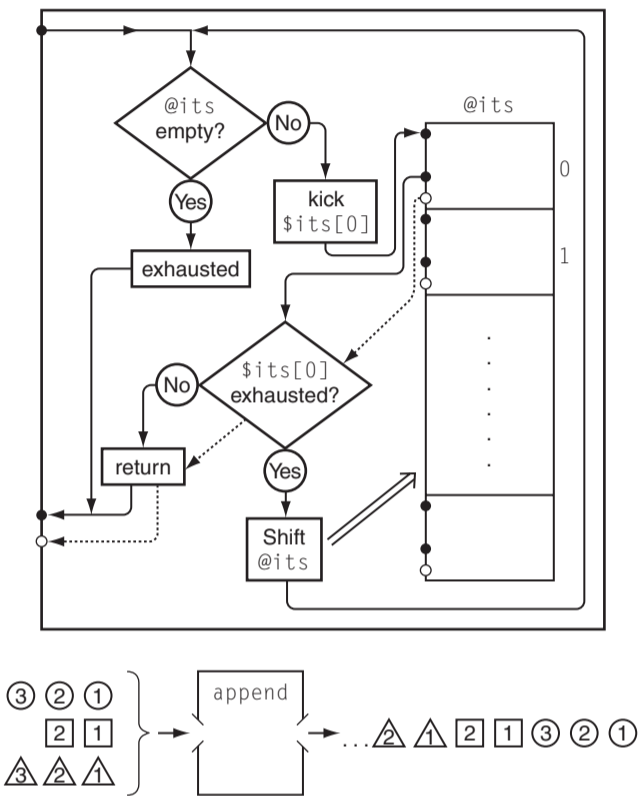 @its
empty?
No
Yes
kick
$its[0]
exhausted
@its
0
1
$its[0]
exhausted?
No
Yes
return
Shift
@its
3 2 1
2 1
3 2 1
append
... 2 1 2 1 3 2 1